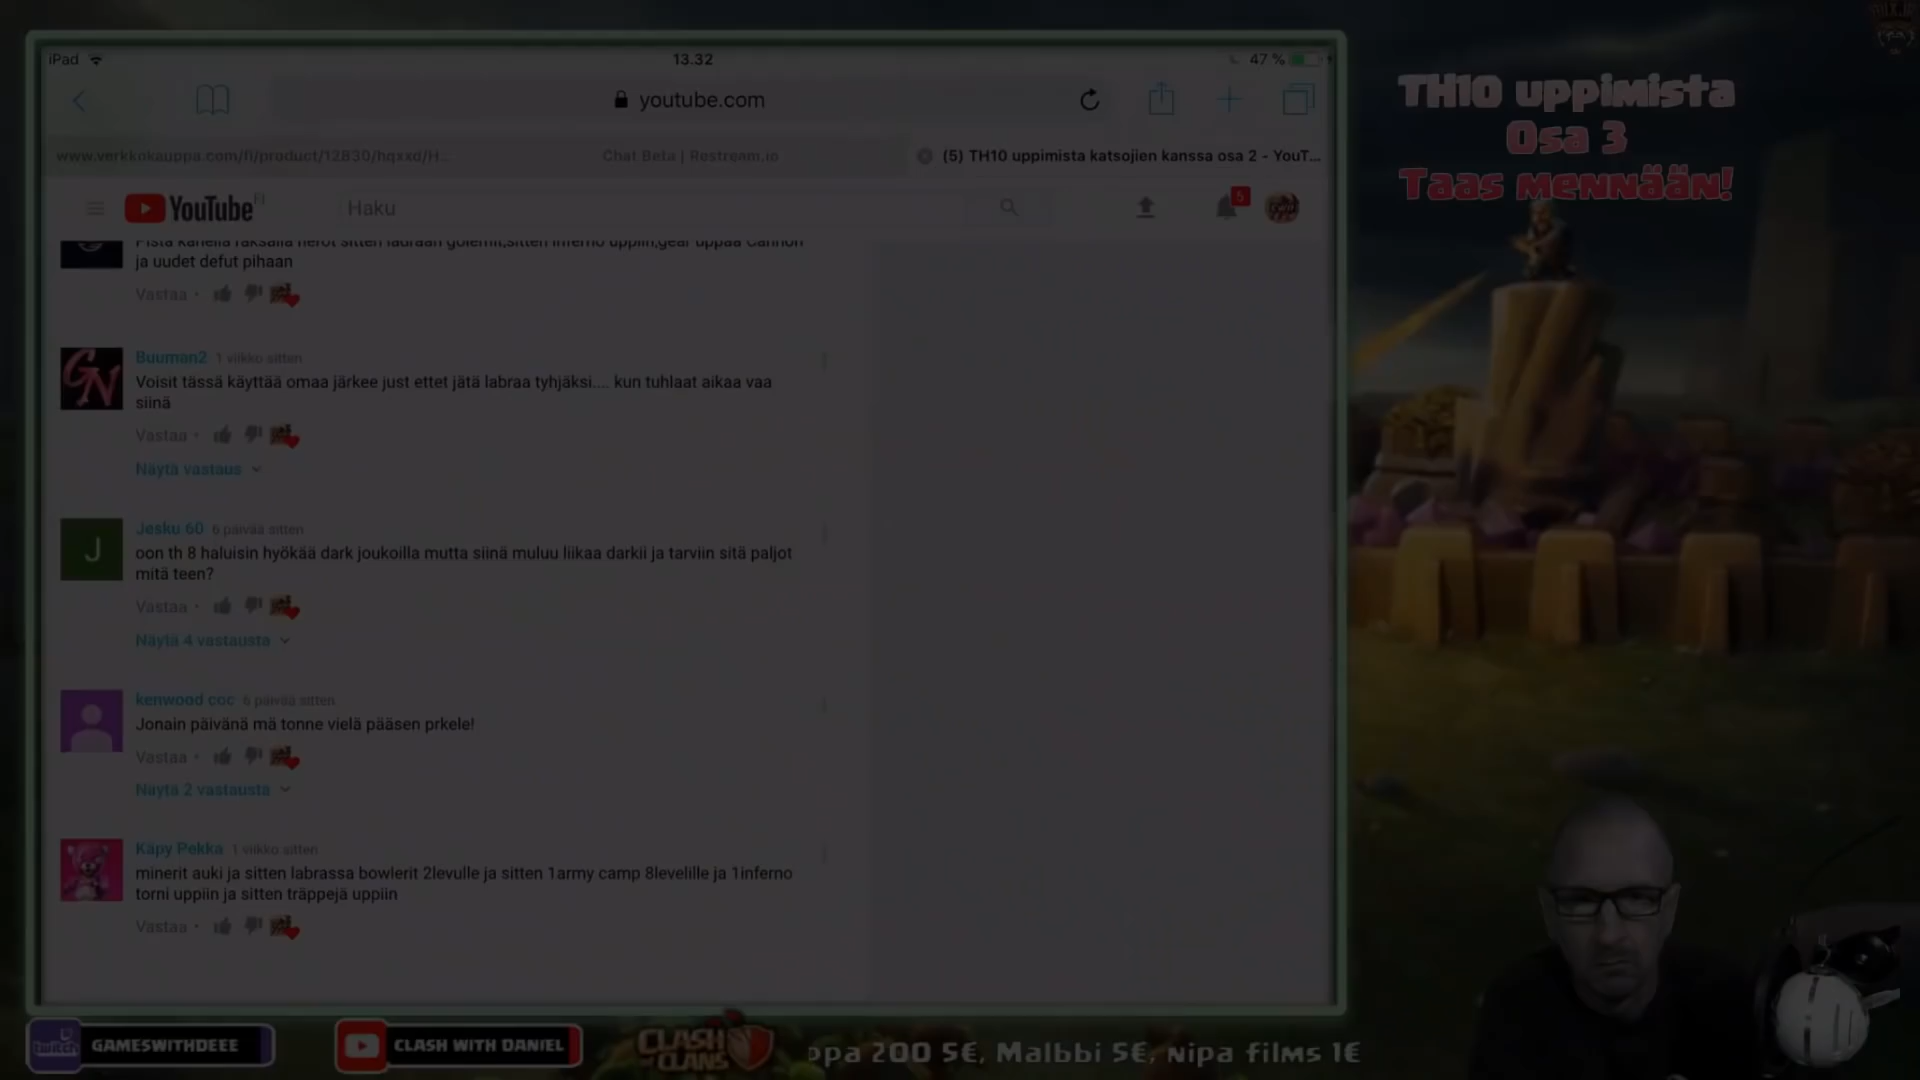 iPad
13.32
47 %
youtube.com
www.verkkokauppa.com/fi/product/12830/hqxxd/H...
Chat Beta | Restream.io
(5) TH10 uppimista katsojien kanssa osa 2 - YouT...
YouTube FI
Haku
5
raksalla herot sitten
ja uudet defut pihaan
Vastaa •
Buuman2 1 viikko sitten
Voisit tässä käyttää omaa järkee just ettet jätä labraa tyhjäksi.... kun tuhlaat aikaa vaa
siinä
Vastaa •
Näytä vastaus
J
Jesku 60 6 päivää sitten
oon th 8 haluisin hyökää dark joukoilla mutta siinä muluu liikaa darkii ja tarviin sitä paljot
mitä teen?
Vastaa •
Näytä 4 vastausta
kenwood coc 6 päivää sitten
Jonain päivänä mä tonne vielä pääsen prkele!
Vastaa •
Näytä 2 vastausta
Käpy Pekka 1 viikko sitten
minerit auki ja sitten labrassa bowlerit 2levulle ja sitten 1army camp 8levelille ja 1inferno
torni uppiin ja sitten träppejä uppiin
Vastaa •
TH10 uppimista
Osa 3
Taas mennään!
twitch
GAMESWITHDEEE
CLASH WITH DANIEL
CLASH OF CLANS
ppa 200 5€, Malbbi 5€, Nipa films 1€